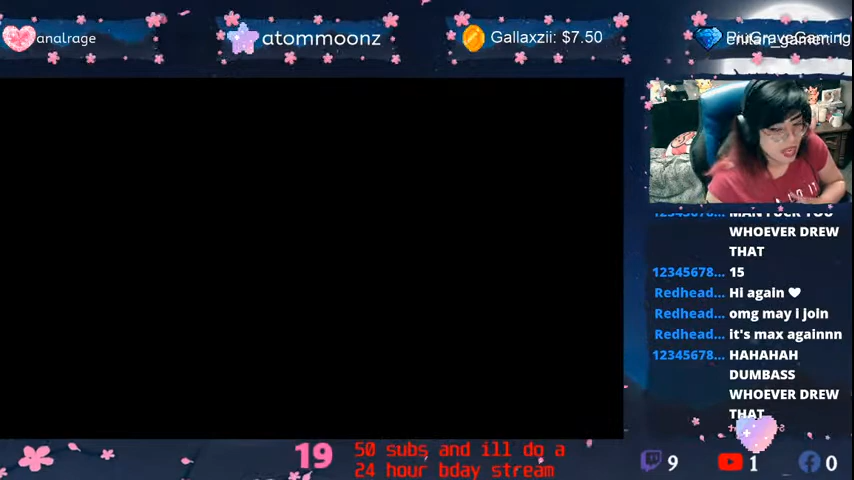 analrage
atommoonz
Gallaxzii: $7.50
WHOEVER DREW
THAT
12345678... 15
Redhead... Hi again ♥
Redhead... omg may i join
Redhead... it's max againnn
12345678... HAHAHAH
DUMBASS
WHOEVER DREW
THAT
19
50 subs and ill do a
24 hour bday stream
9
1
0